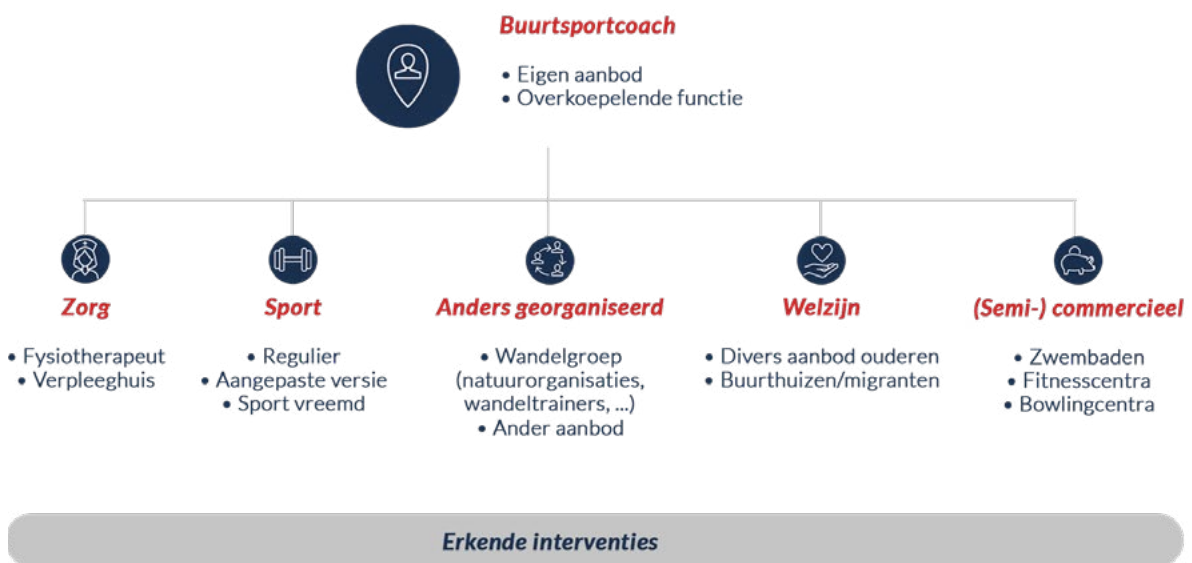 Buurtsportcoach
• Eigen aanbod
• Overkoepelende functie
Zorg
• Fysiotherapeut
• Verpleeghuis
Sport
• Regulier
• Aangepaste versie
• Sport vreemd
Anders georganiseerd
• Wandelgroep
(natuurorganisaties,
wandeltrainers, ...)
• Ander aanbod
Welzijn
• Divers aanbod ouderen
• Buurthuizen/migranten
(Semi-) commercieel
• Zwembaden
• Fitnesscentra
• Bowlingcentra
Erkende interventies